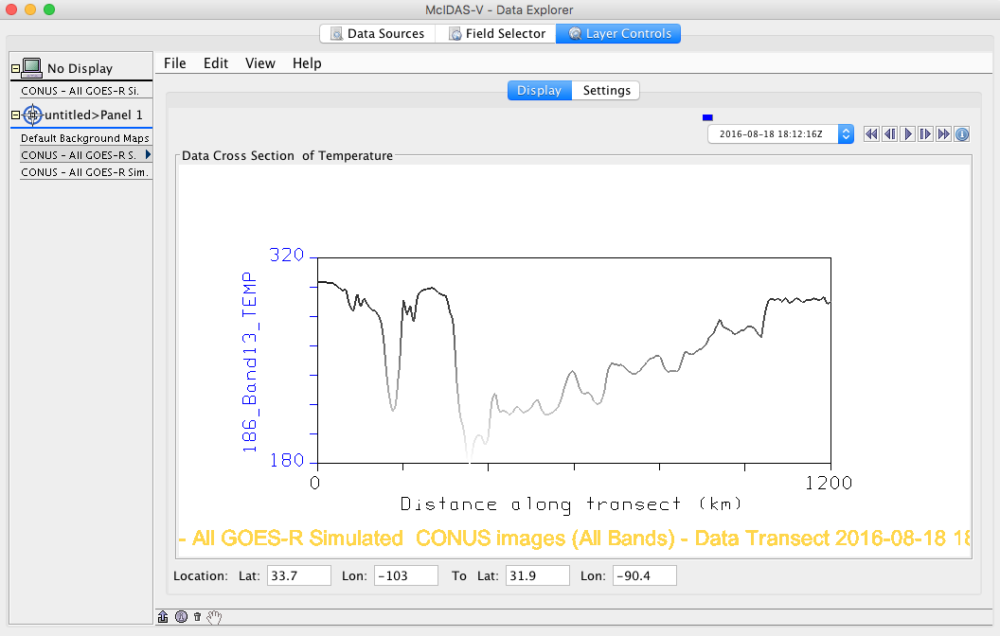 McIDAS-V - Data Explorer
Data Sources Field Selector Layer Controls
File Edit View Help
No Display
CONUS - All GOES-R Si.
untitled>Panel 1
Default Background Maps
CONUS - All GOES-R S.
CONUS - All GOES-R Sim.
Display Settings
2016-08-18 18:12:16Z
Data Cross Section of Temperature
320
186_Band13_TEMP
180
0 1200
Distance along transect (km)
- All GOES-R Simulated CONUS images (All Bands) - Data Transect 2016-08-18 18
Location: Lat: 33.7 Lon: -103 To Lat: 31.9 Lon: -90.4